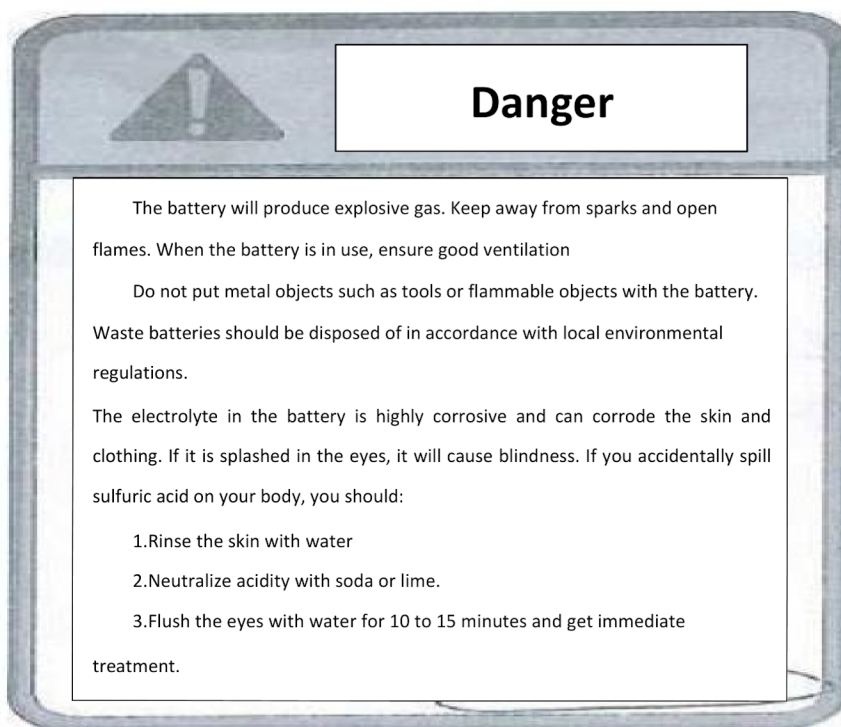 Danger
The battery will produce explosive gas. Keep away from sparks and open
flames. When the battery is in use, ensure good ventilation
Do not put metal objects such as tools or flammable objects with the battery.
Waste batteries should be disposed of in accordance with local environmental
regulations.
The electrolyte in the battery is highly corrosive and can corrode the skin and
clothing. If it is splashed in the eyes, it will cause blindness. If you accidentally spill
sulfuric acid on your body, you should:
1.Rinse the skin with water
2.Neutralize acidity with soda or lime.
3.Flush the eyes with water for 10 to 15 minutes and get immediate
treatment.